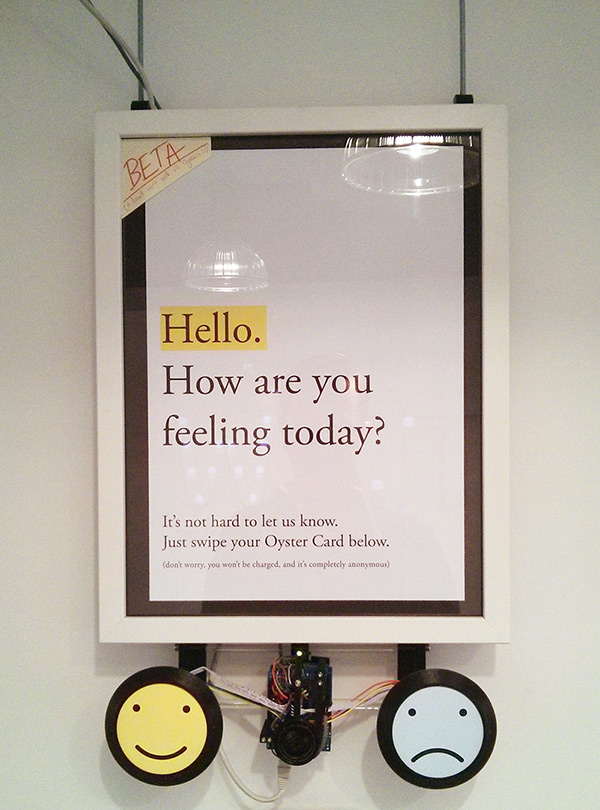 BETA
Hello.
How are you
feeling today?
It's not hard to let us know.
Just swipe your Oyster Card below.
(don't worry, you won't be charged, and it's completely anonymous)